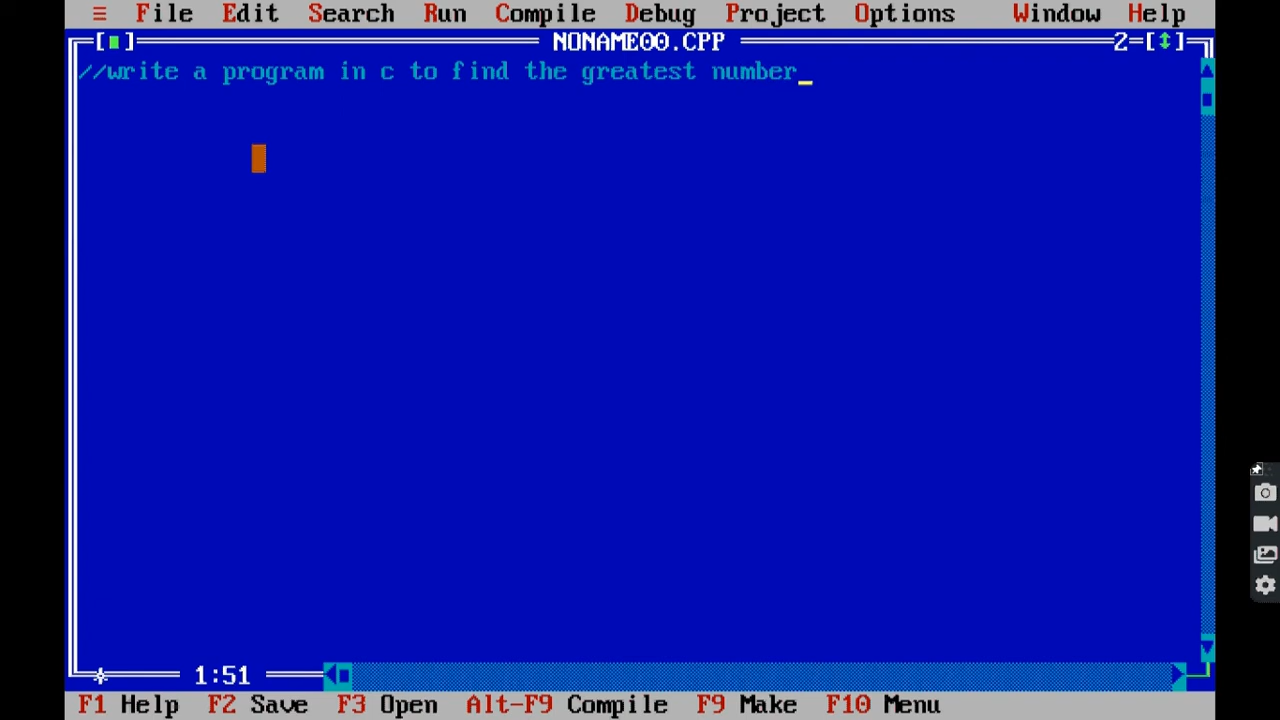 ≡ File Edit Search Run Compile Debug Project Options Window Help
[■] NONAME00.CPP 2=[↕]
//write a program in c to find the greatest number_
1:51
F1 Help F2 Save F3 Open Alt-F9 Compile F9 Make F10 Menu